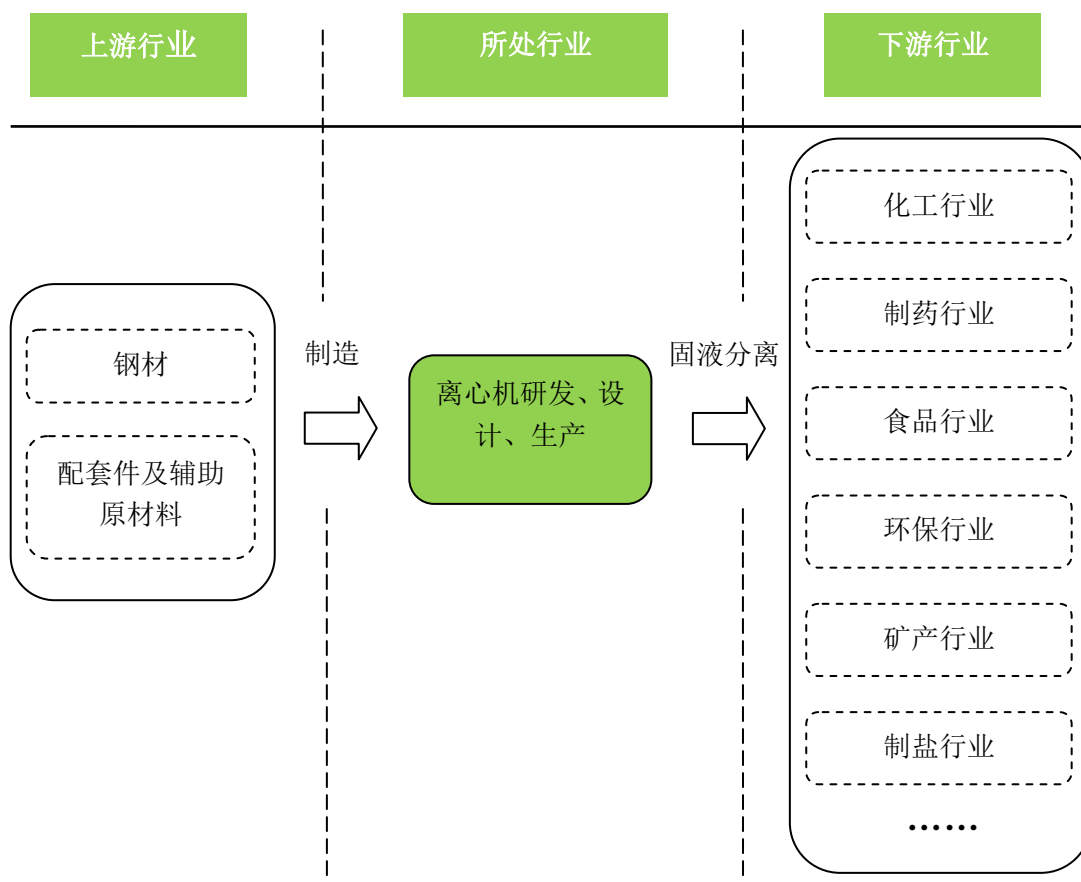 上游行业
所处行业
下游行业
钢材
配套件及辅助
原材料
制造
离心机研发、设
计、生产
固液分离
化工行业
制药行业
食品行业
环保行业
矿产行业
制盐行业
……